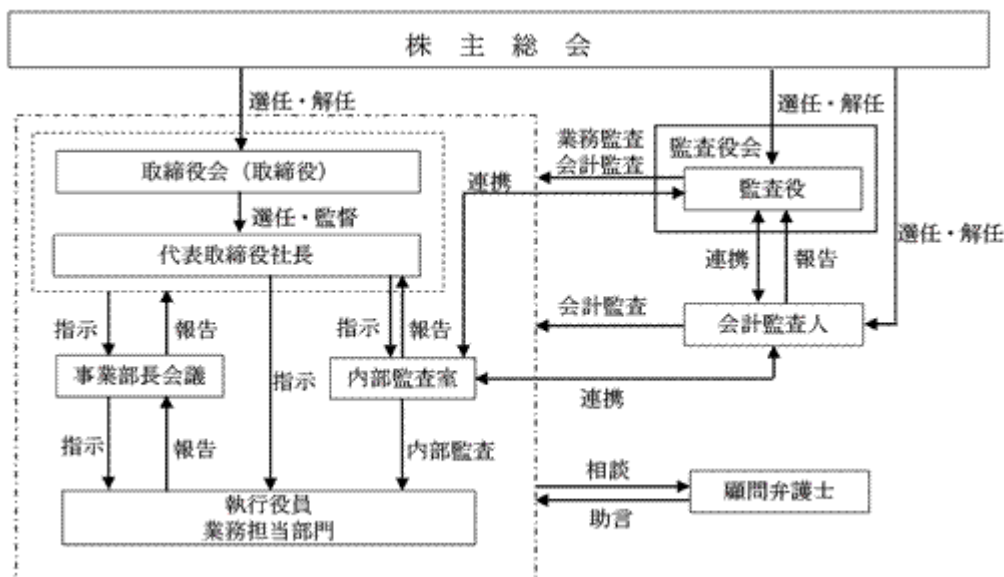 株主総会
選任・解任
選任・解任
業務監査
会計監査
監査役会
取締役会（取締役）
連携
監査役
選任・監督
選任・解任
代表取締役社長
連携
報告
会計監査
会計監査人
指示
報告
指示
報告
事業部長会議
指示
内部監査室
連携
指示
報告
内部監査
相談
顧問弁護士
執行役員
業務担当部門
助言